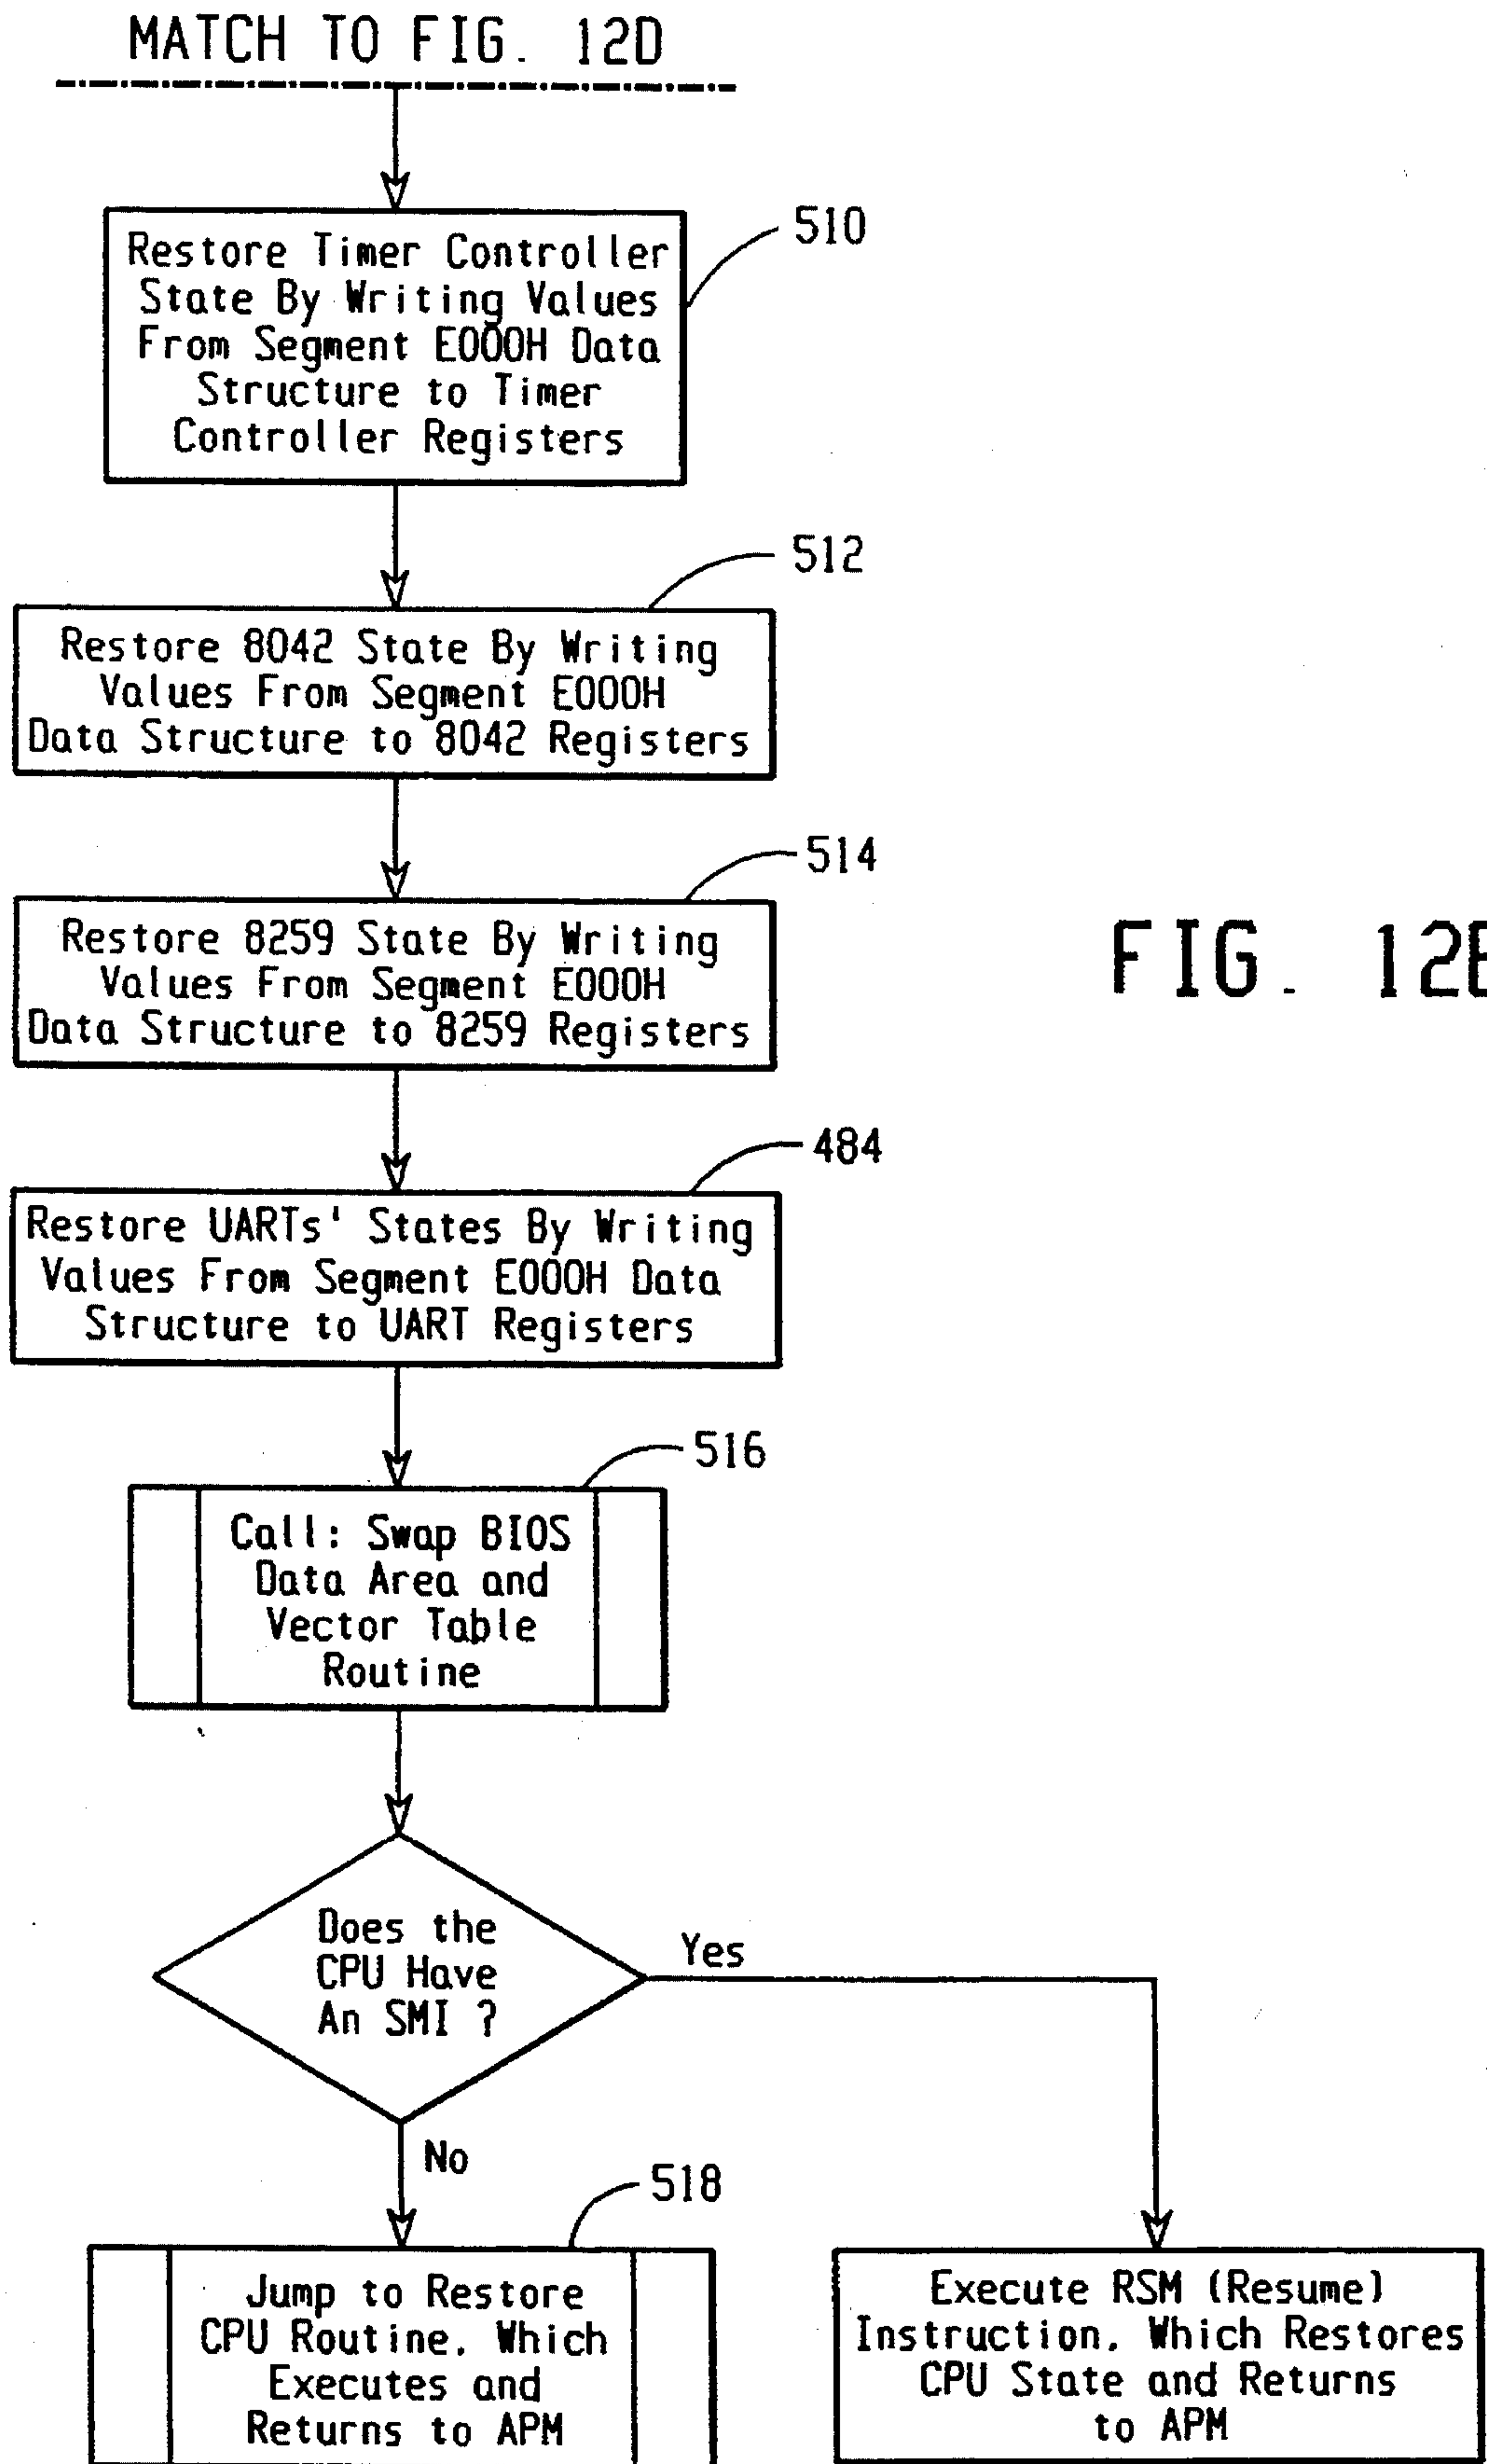 MATCH TO FIG. 12D
510
Restore Timer Controller
State By Writing Values
From Segment E000H Data
Structure to Timer
Controller Registers
512
Restore 8042 State By Writing
Values From Segment E000H
Data Structure to 8042 Registers
514
Restore 8259 State By Writing
Values From Segment E000H
Data Structure to 8259 Registers
FIG. 12E
484
Restore UARTs' States By Writing
Values From Segment E000H Data
Structure to UART Registers
516
Call: Swap BIOS
Data Area and
Vector Table
Routine
Does the
CPU Have
An SMI ?
Yes
No
518
Jump to Restore
CPU Routine. Which
Executes and
Returns to APM
Execute RSM (Resume)
Instruction. Which Restores
CPU State and Returns
to APM